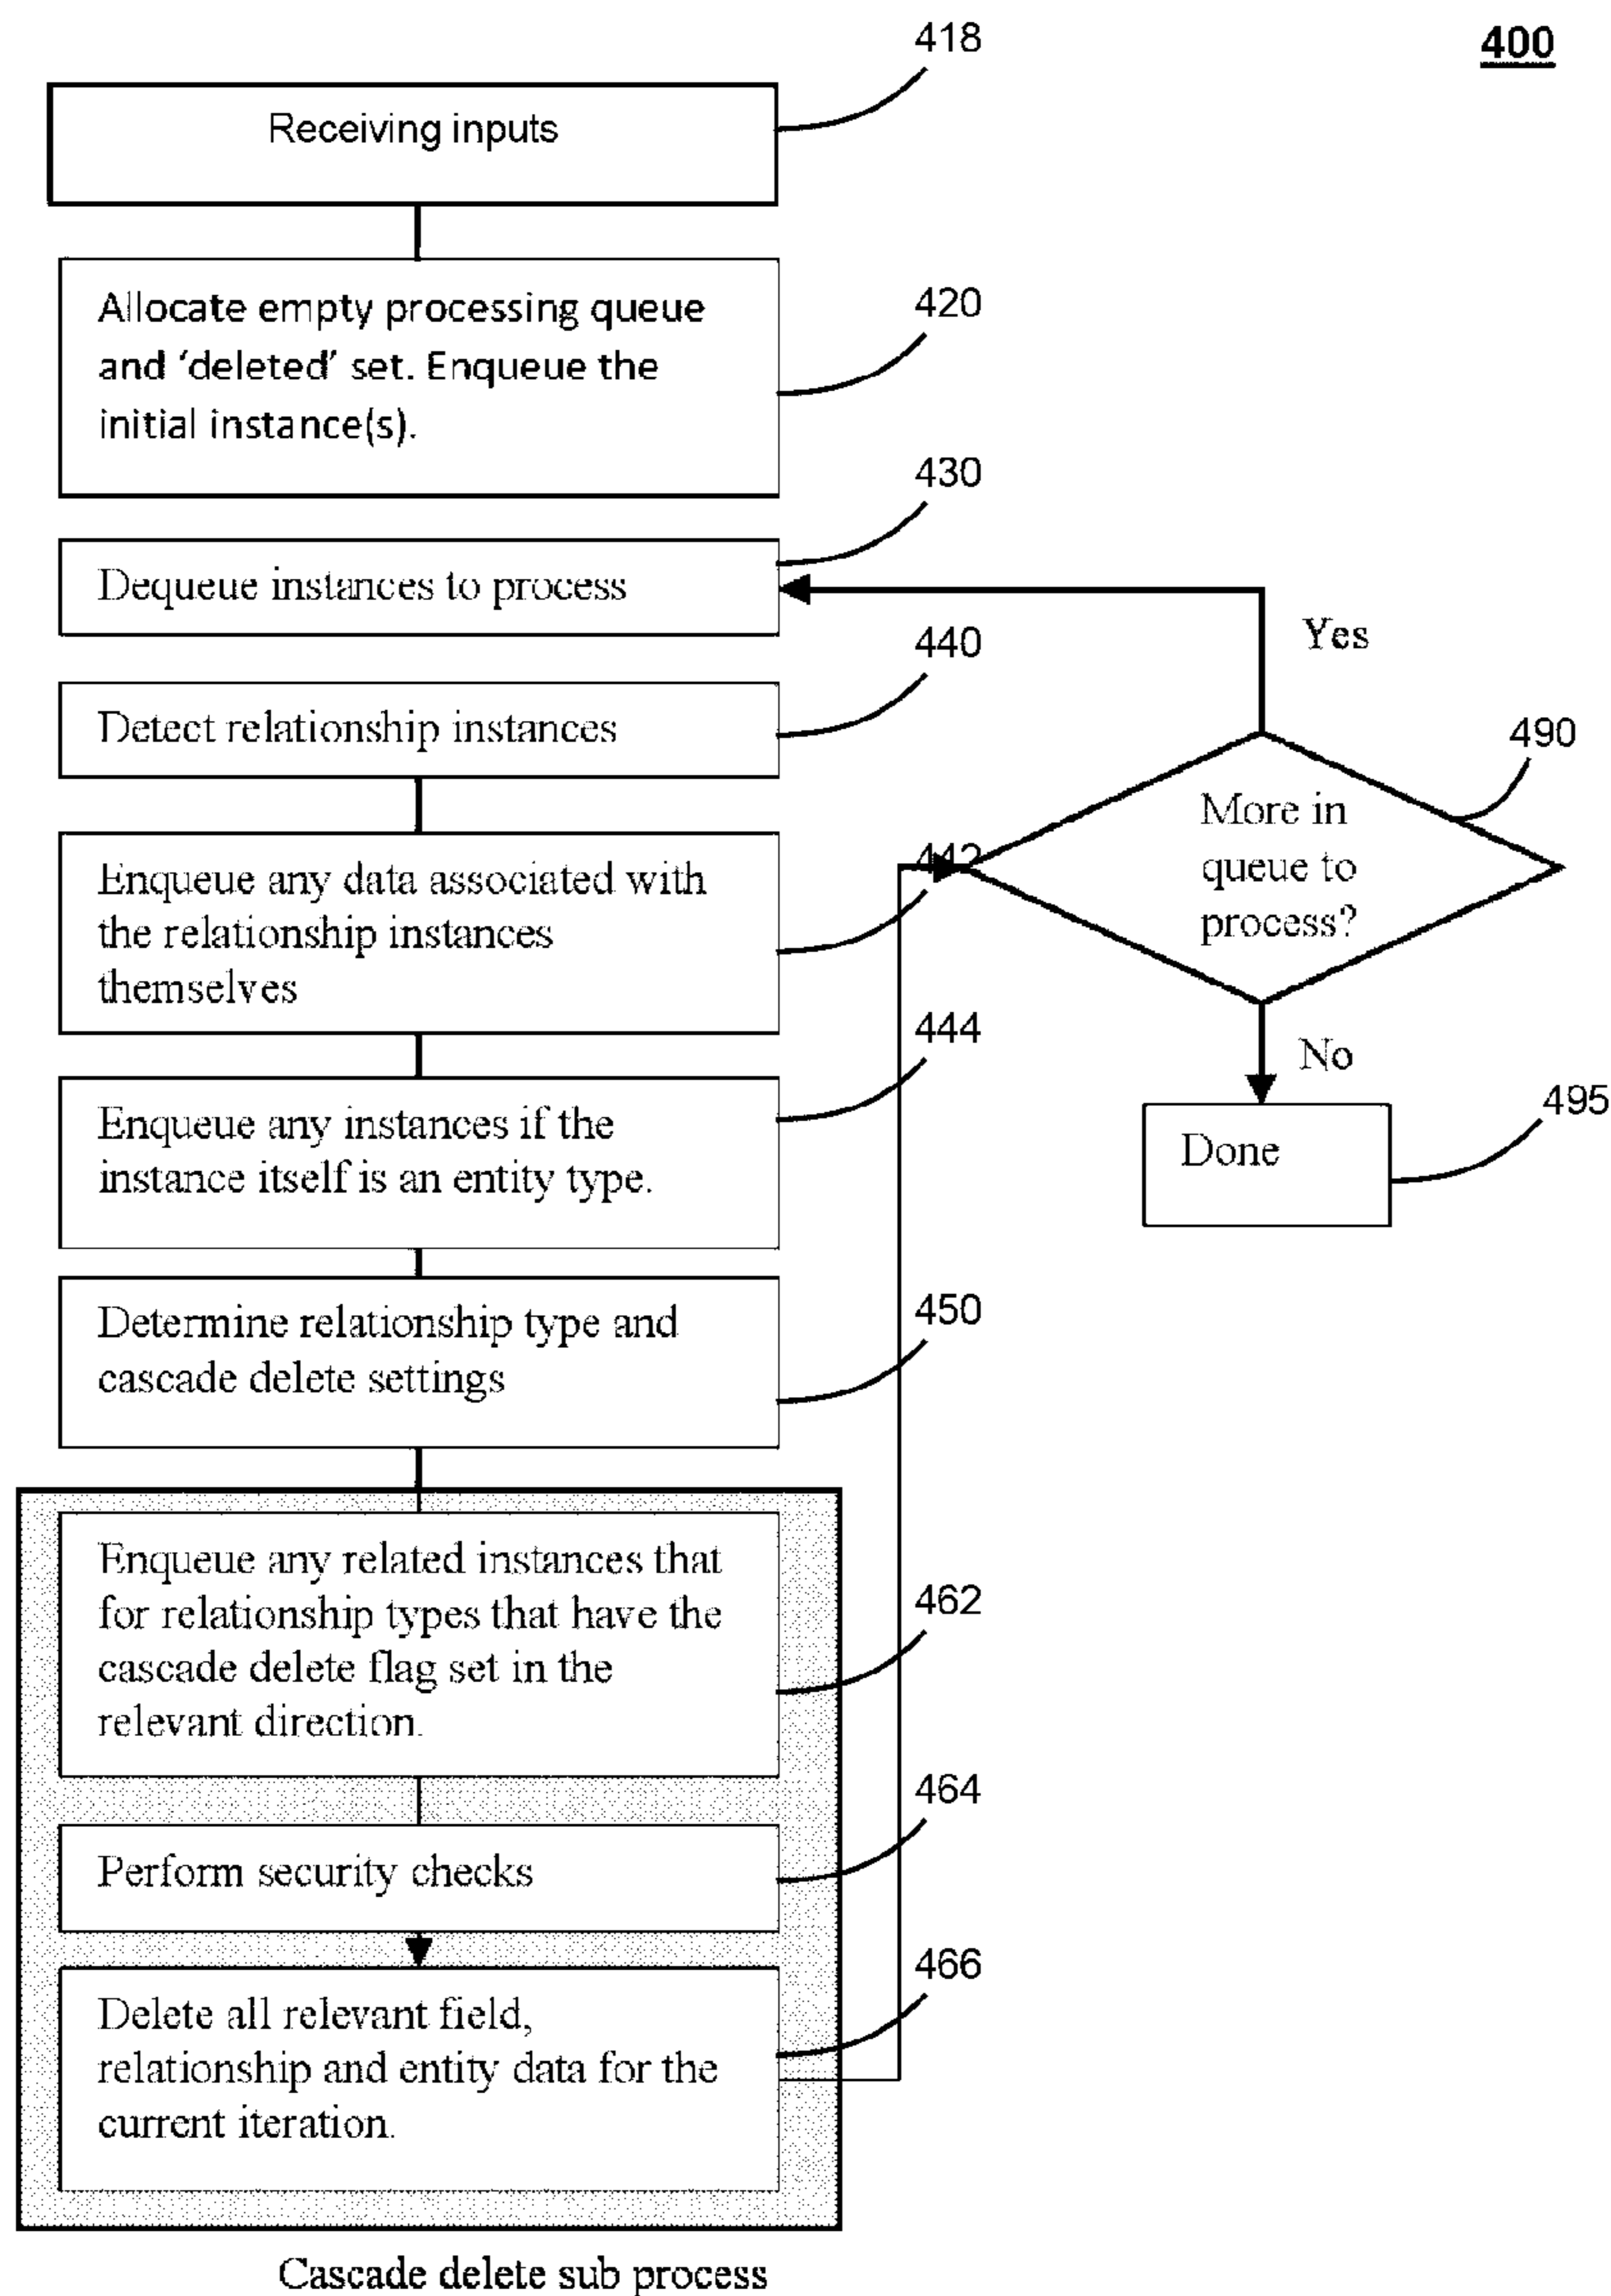 400
418
Receiving inputs
420
Allocate empty processing queue
and ‘deleted’ set. Enqueue the
initial instance(s).
430
Dequeue instances to process
Yes
440
Detect relationship instances
490
More in
queue to
process?
442
Enqueue any data associated with
the relationship instances
themselves
No
444
Enqueue any instances if the
instance itself is an entity type.
495
Done
450
Determine relationship type and
cascade delete settings
462
Enqueue any related instances that
for relationship types that have the
cascade delete flag set in the
relevant direction.
464
Perform security checks
466
Delete all relevant field,
relationship and entity data for the
current iteration.
Cascade delete sub process